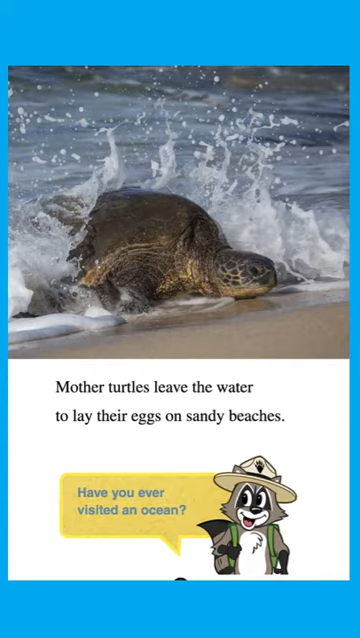 Mother turtles leave the water
to lay their eggs on sandy beaches.
Have you ever
visited an ocean?